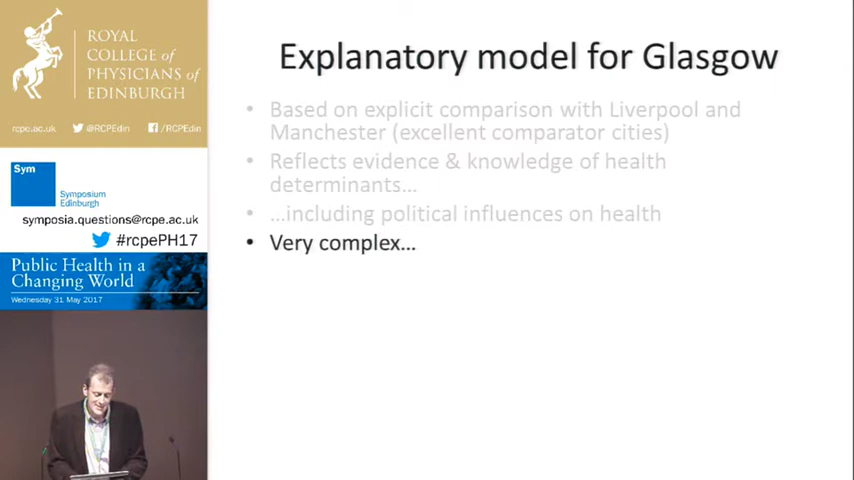 ROYAL
COLLEGE of
PHYSICIANS of
EDINBURGH
rcpe.ac.uk
@RCPEdin
/RCPEdin
Sym
Symposium
Edinburgh
symposia.questions@rcpe.ac.uk
#rcpePH17
Public Health in a
Changing World
Wednesday 31 May 2017
Explanatory model for Glasgow
• Based on explicit comparison with Liverpool and
Manchester (excellent comparator cities)
• Reflects evidence & knowledge of health
determinants...
• ...including political influences on health
• Very complex...